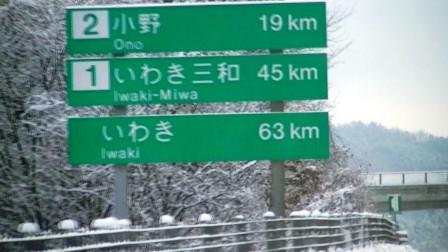 2 小野 19 km
Ono
1 いわき三和 45 km
Iwaki-Miwa
いわき 63 km
Iwaki